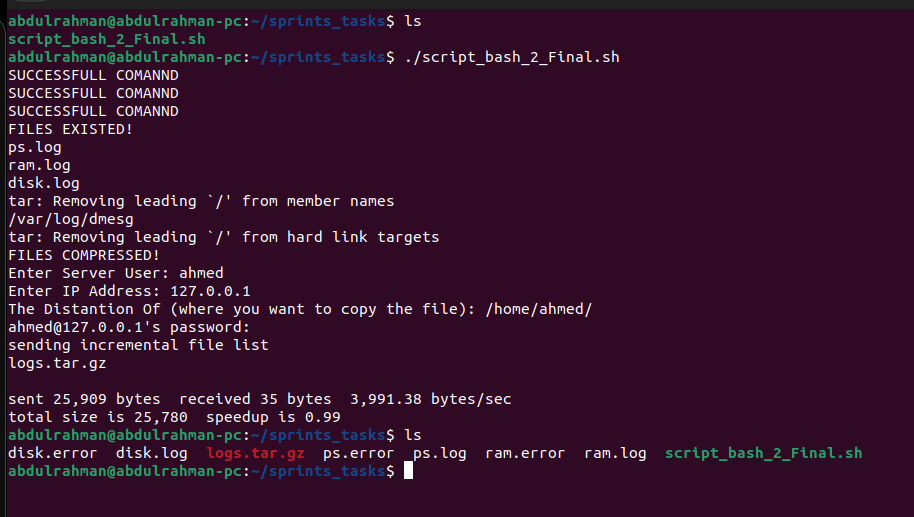 abdulrahman@abdulrahman-pc:~/sprints_tasks$ ls
script_bash_2_Final.sh
abdulrahman@abdulrahman-pc:~/sprints_tasks$ ./script_bash_2_Final.sh
SUCCESSFULL COMANND
SUCCESSFULL COMANND
SUCCESSFULL COMANND
FILES EXISTED!
ps.log
ram.log
disk.log
tar: Removing leading `/' from member names
/var/log/dmesg
tar: Removing leading `/' from hard link targets
FILES COMPRESSED!
Enter Server User: ahmed
Enter IP Address: 127.0.0.1
The Distantion Of (where you want to copy the file): /home/ahmed/
ahmed@127.0.0.1's password:
sending incremental file list
logs.tar.gz
sent 25,909 bytes  received 35 bytes  3,991.38 bytes/sec
total size is 25,780  speedup is 0.99
abdulrahman@abdulrahman-pc:~/sprints_tasks$ ls
disk.error  disk.log  logs.tar.gz  ps.error  ps.log  ram.error  ram.log  script_bash_2_Final.sh
abdulrahman@abdulrahman-pc:~/sprints_tasks$